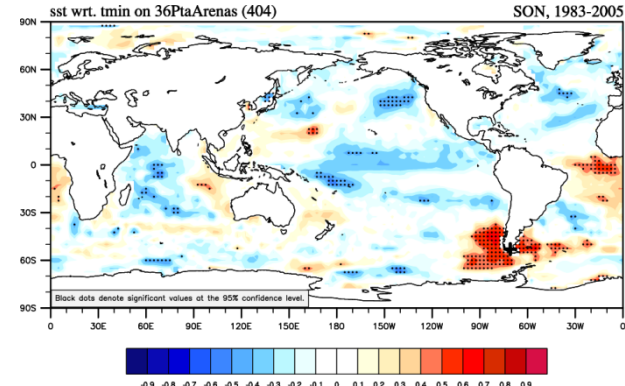 sst wrt. tmin on 36PtaArenas (404) SON, 1983-2005
90N
60N
30N
0
30S
60S
90S
Black dots denote significant values at the 95% confidence level.
0 30E 60E 90E 120E 150E 180 150W 120W 90W 60W 30W 0
-0.9 -0.8 -0.7 -0.6 -0.5 -0.4 -0.3 -0.2 -0.1 0 0.1 0.2 0.3 0.4 0.5 0.6 0.7 0.8 0.9